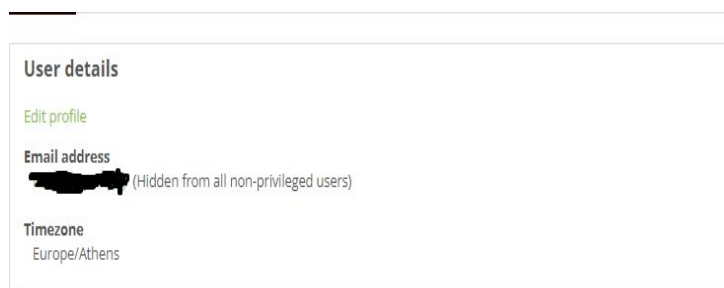 User details
Edit profile
Email address
(Hidden from all non-privileged users)
Timezone
Europe/Athens